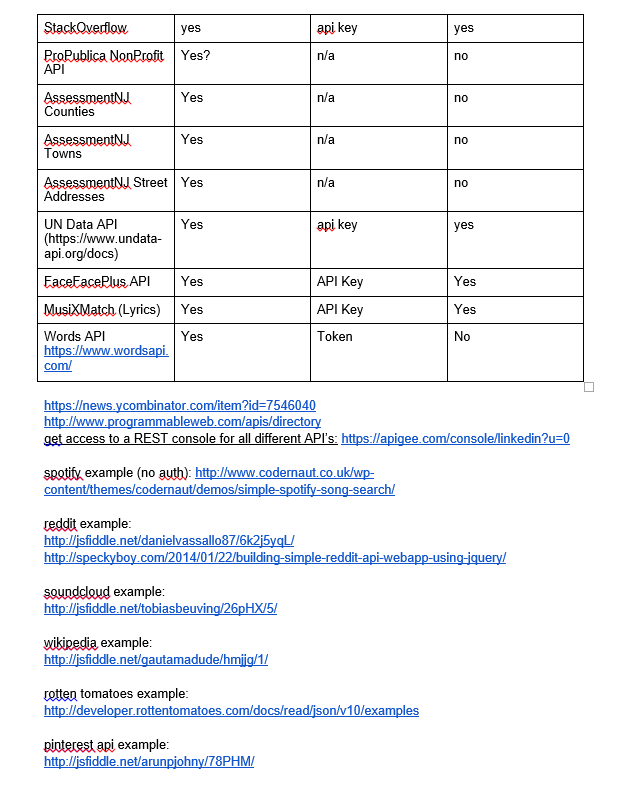 StackOverflow yes api key yes
ProPublica NonProfit Yes? n/a no
API
AssessmentNJ Yes n/a no
Counties
AssessmentNJ Yes n/a no
Towns
AssessmentNJ Street Yes n/a no
Addresses
UN Data API Yes api key yes
(https://www.undata-
api.org/docs)
FaceFacePlus API Yes API Key Yes
MusiXMatch (Lyrics) Yes API Key Yes
Words API Yes Token No
https://www.wordsapi.
com/
https://news.ycombinator.com/item?id=7546040
http://www.programmableweb.com/apis/directory
get access to a REST console for all different API's: https://apigee.com/console/linkedin?u=0
spotify example (no auth): http://www.codernaut.co.uk/wp-
content/themes/codernaut/demos/simple-spotify-song-search/
reddit example:
http://jsfiddle.net/danielvassallo87/6k2j5yqL/
http://speckyboy.com/2014/01/22/building-simple-reddit-api-webapp-using-jquery/
soundcloud example:
http://jsfiddle.net/tobiasbeuving/26pHX/5/
wikipedia example:
http://jsfiddle.net/gautamadude/hmjjg/1/
rotten tomatoes example:
http://developer.rottentomatoes.com/docs/read/json/v10/examples
pinterest api example:
http://jsfiddle.net/arunpjohny/78PHM/